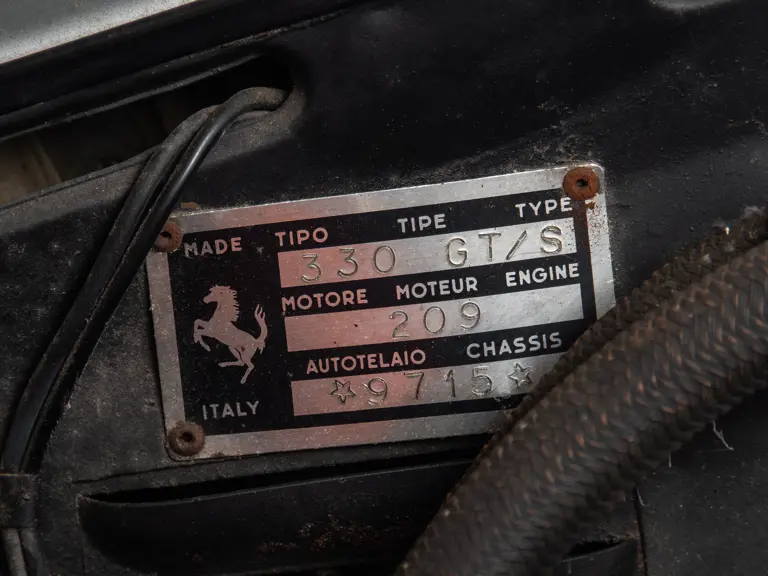 MADE TIPO TIPE TYPE
330 GT/S
MOTORE MOTEUR ENGINE
209
AUTOTELAIO CHASSIS
☆9715☆
ITALY